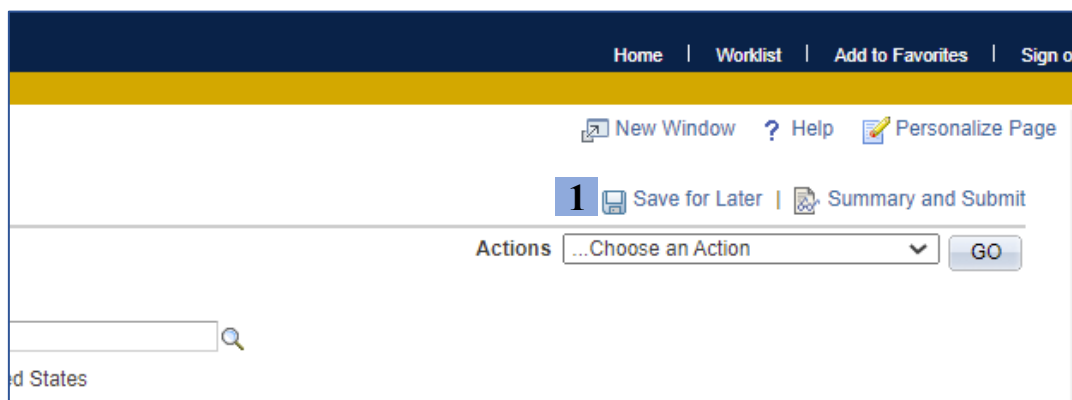 Home | Worklist | Add to Favorites | Sign o
New Window ? Help Personalize Page
1 Save for Later | Summary and Submit
Actions ...Choose an Action GO
ed States